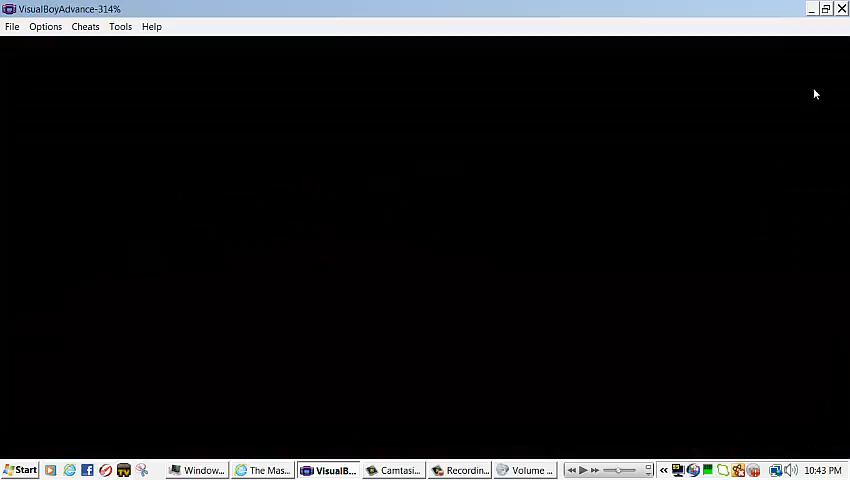 VisualBoyAdvance-314%
File Options Cheats Tools Help
Start Window... The Mas... VisualB... Camtasi... Recordin... Volume ... 10:43 PM